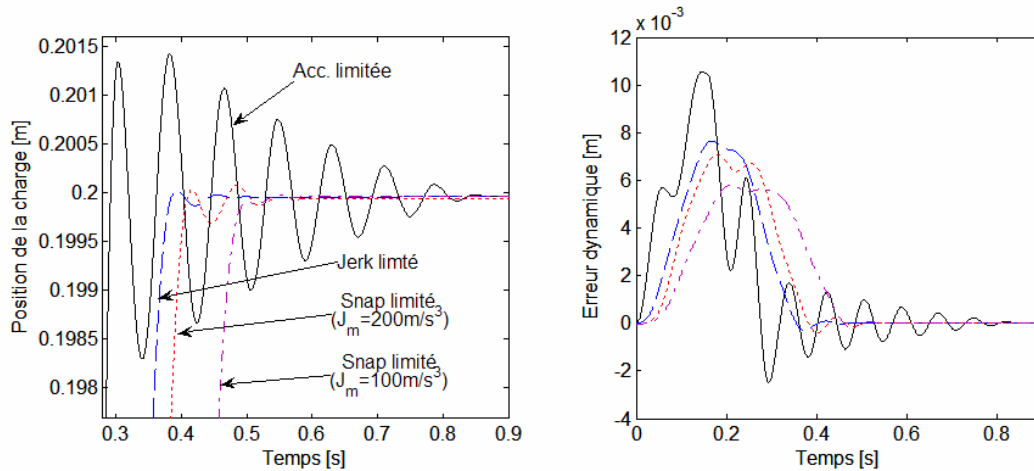 0.2015
0.201
0.2005
0.2
0.1995
0.199
0.1985
0.198
Position de la charge [m]
Acc. limitée
Jerk limté
Snap limité
(J_m=200m/s^3)
Snap limité
(J_m=100m/s^3)
0.3 0.4 0.5 0.6 0.7 0.8 0.9
Temps [s]
x 10^-3
12
10
8
6
4
2
0
-2
-4
Erreur dynamique [m]
0 0.2 0.4 0.6 0.8
Temps [s]